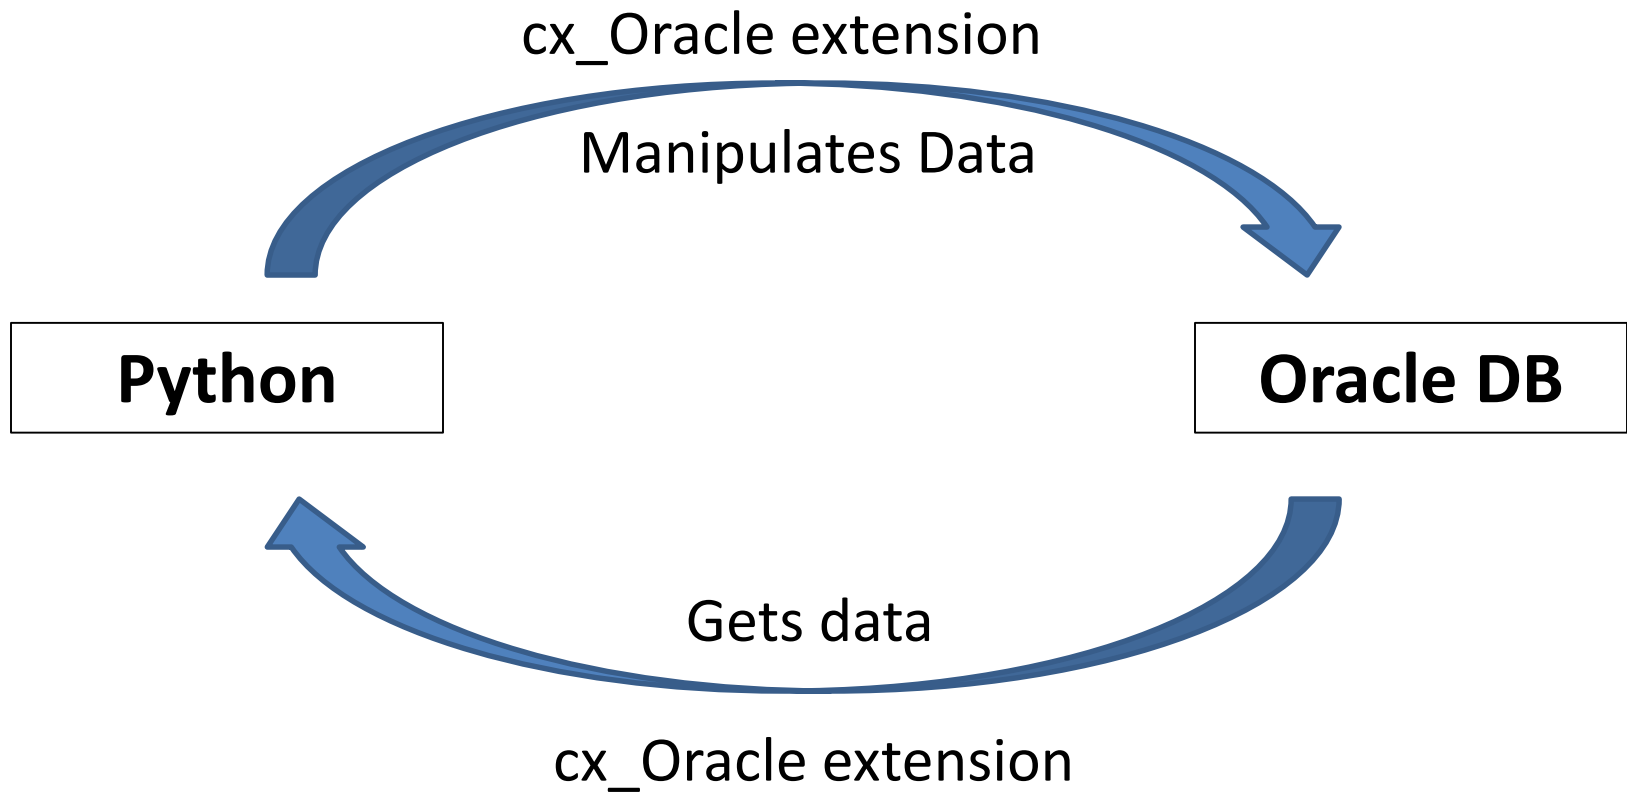 cx_Oracle extension
Manipulates Data
Python
Oracle DB
Gets data
cx_Oracle extension